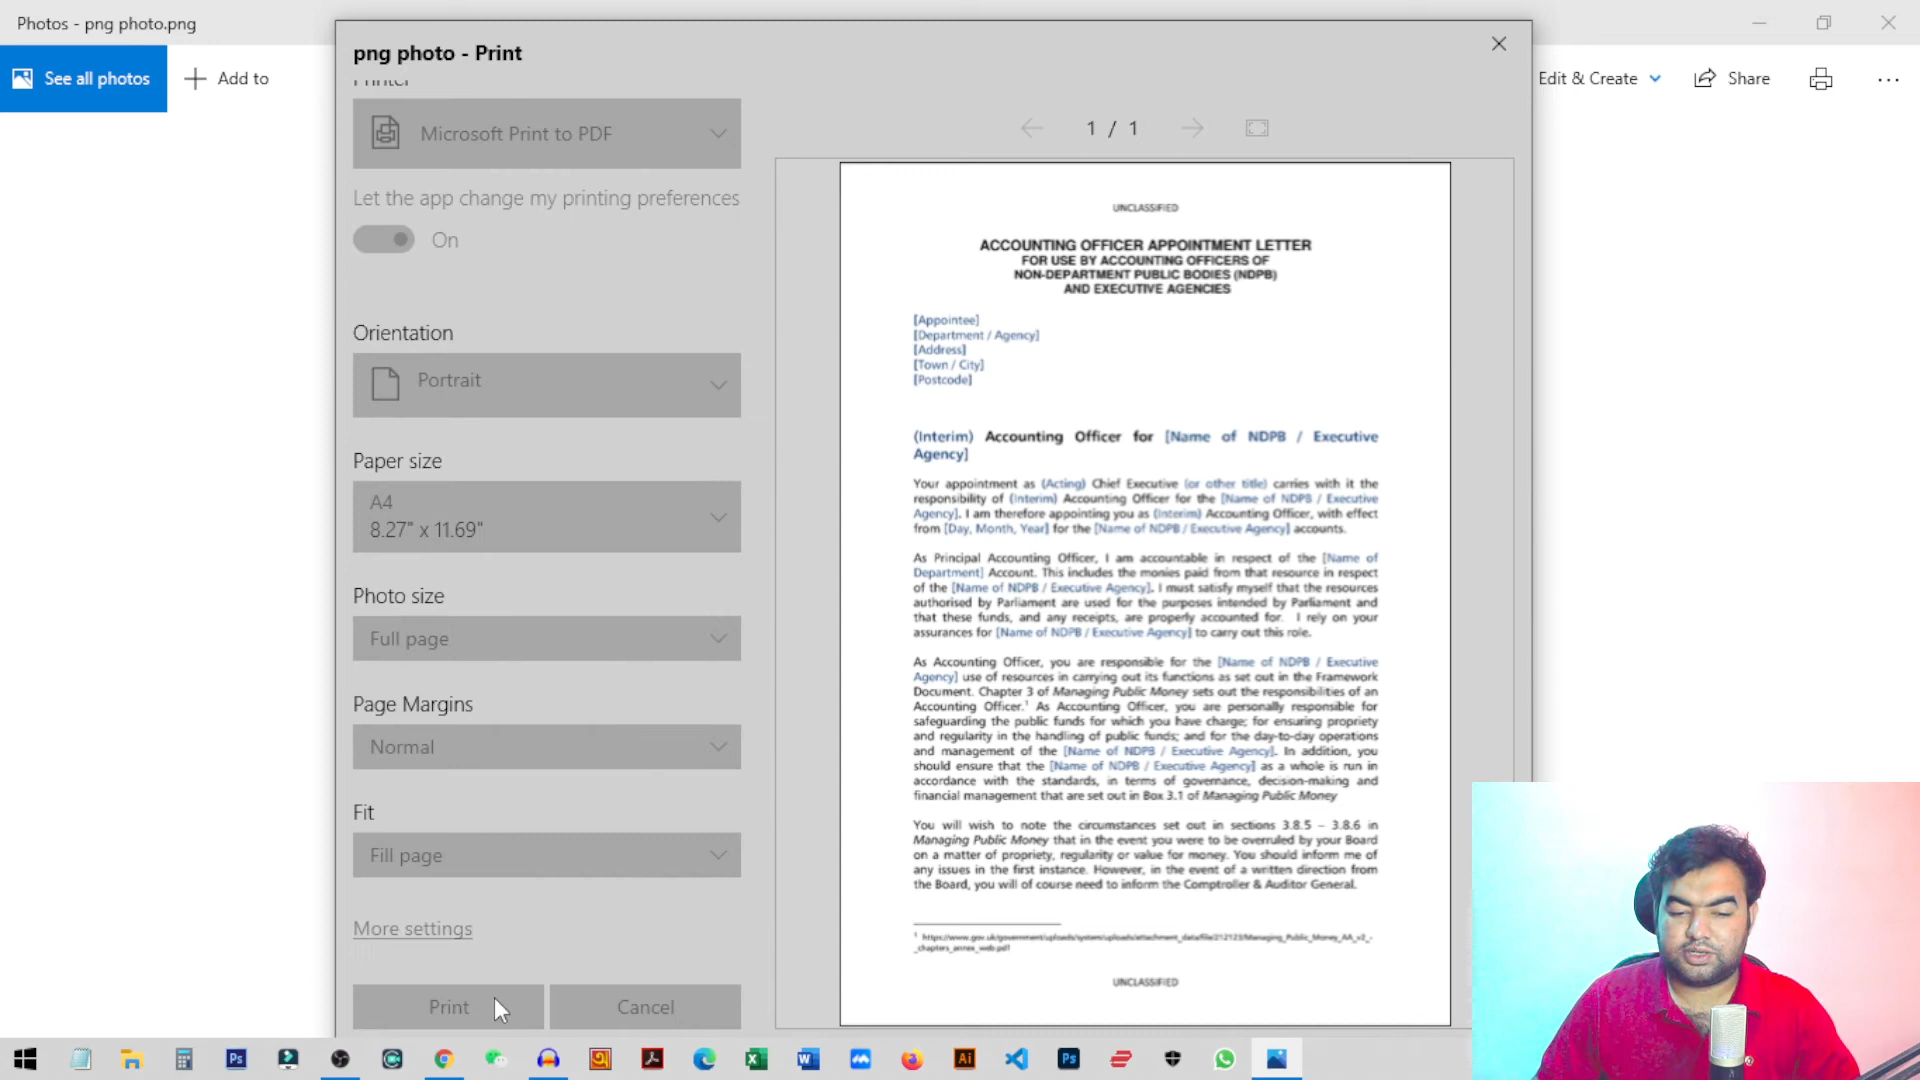 Photos - png photo.png
See all photos
Add to
Edit & Create
Share
png photo - Print
Printer
Microsoft Print to PDF
Let the app change my printing preferences
On
Orientation
Portrait
Paper size
A4
8.27" x 11.69"
Photo size
Full page
Page Margins
Normal
Fit
Fill page
More settings
Print
Cancel
1 / 1
UNCLASSIFIED
ACCOUNTING OFFICER APPOINTMENT LETTER
FOR USE BY ACCOUNTING OFFICERS OF
NON-DEPARTMENT PUBLIC BODIES (NDPB)
AND EXECUTIVE AGENCIES
[Appointee]
[Department / Agency]
[Address]
[Town / City]
[Postcode]
(Interim) Accounting Officer for [Name of NDPB / Executive
Agency]
Your appointment as (Acting) Chief Executive (or other title) carries with it the
responsibility of (Interim) Accounting Officer for the [Name of NDPB / Executive
Agency]. I am therefore appointing you as (Interim) Accounting Officer, with effect
from [Day, Month, Year] for the [Name of NDPB / Executive Agency] accounts.
As Principal Accounting Officer, I am accountable in respect of the [Name of
Department] Account. This includes the monies paid from that resource in respect
of the [Name of NDPB / Executive Agency]. I must satisfy myself that the resources
authorised by Parliament are used for the purposes intended by Parliament and
that these funds, and any receipts, are properly accounted for. I rely on your
assurances for [Name of NDPB / Executive Agency] to carry out this role.
As Accounting Officer, you are responsible for the [Name of NDPB / Executive
Agency] use of resources in carrying out its functions as set out in the Framework
Document. Chapter 3 of Managing Public Money sets out the responsibilities of an
Accounting Officer.¹ As Accounting Officer, you are personally responsible for
safeguarding the public funds for which you have charge; for ensuring propriety
and regularity in the handling of public funds; and for the day-to-day operations
and management of the [Name of NDPB / Executive Agency]. In addition, you
should ensure that the [Name of NDPB / Executive Agency] as a whole is run in
accordance with the standards, in terms of governance, decision-making and
financial management that are set out in Box 3.1 of Managing Public Money
You will wish to note the circumstances set out in sections 3.8.5 – 3.8.6 in
Managing Public Money that in the event you were to be overruled by your Board
on a matter of propriety, regularity or value for money. You should inform me of
any issues in the first instance. However, in the event of a written direction from
the Board, you will of course need to inform the Comptroller & Auditor General.
¹ https://www.gov.uk/government/uploads/system/uploads/attachment_data/file/212123/Managing_Public_Money_AA_v2_-
_chapters_annex_web.pdf
UNCLASSIFIED